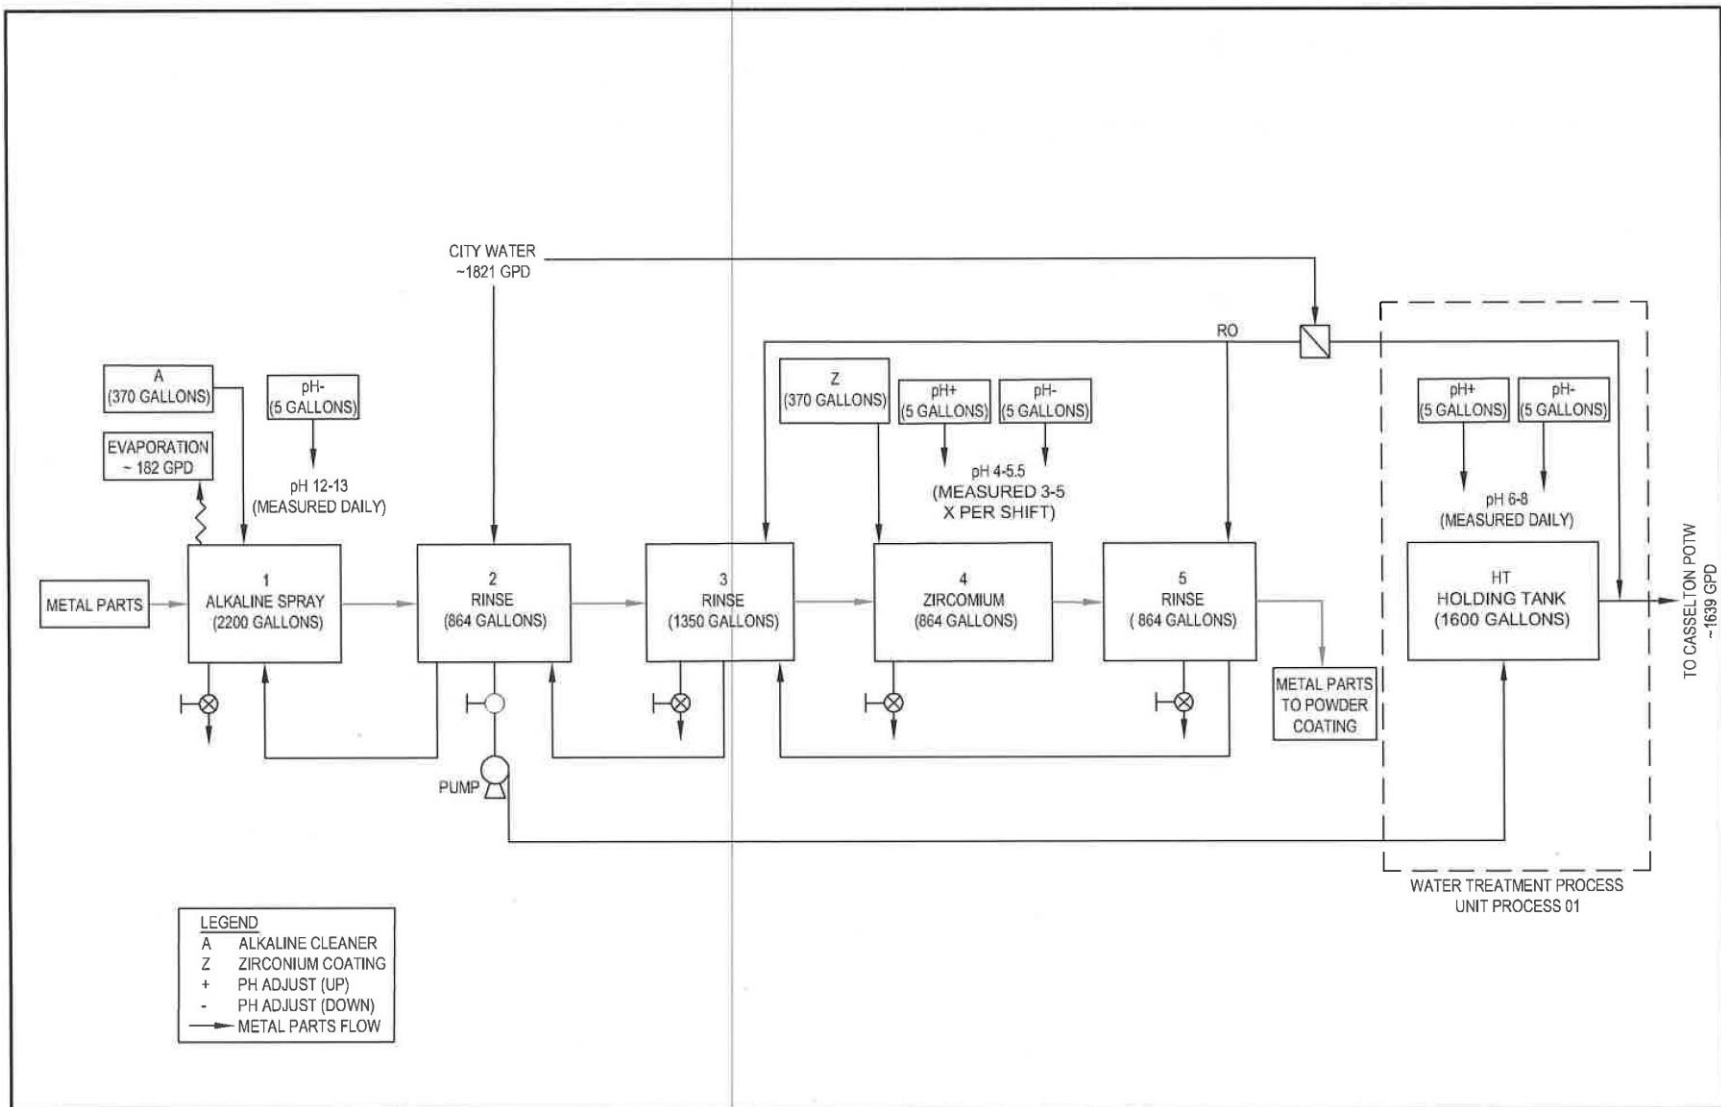 CITY WATER
~1821 GPD
RO
A
(370 GALLONS)
pH-
(5 GALLONS)
EVAPORATION
~ 182 GPD
pH 12-13
(MEASURED DAILY)
Z
(370 GALLONS)
pH+
(5 GALLONS)
pH-
(5 GALLONS)
pH 4-5.5
(MEASURED 3-5
X PER SHIFT)
pH+
(5 GALLONS)
pH-
(5 GALLONS)
pH 6-8
(MEASURED DAILY)
METAL PARTS
1
ALKALINE SPRAY
(2200 GALLONS)
2
RINSE
(864 GALLONS)
3
RINSE
(1350 GALLONS)
4
ZIRCOMIUM
(864 GALLONS)
5
RINSE
( 864 GALLONS)
HT
HOLDING TANK
(1600 GALLONS)
TO CASSELTON POTW
~1639 GPD
METAL PARTS
TO POWDER
COATING
PUMP
WATER TREATMENT PROCESS
UNIT PROCESS 01
LEGEND
A ALKALINE CLEANER
Z ZIRCONIUM COATING
+ PH ADJUST (UP)
- PH ADJUST (DOWN)
METAL PARTS FLOW